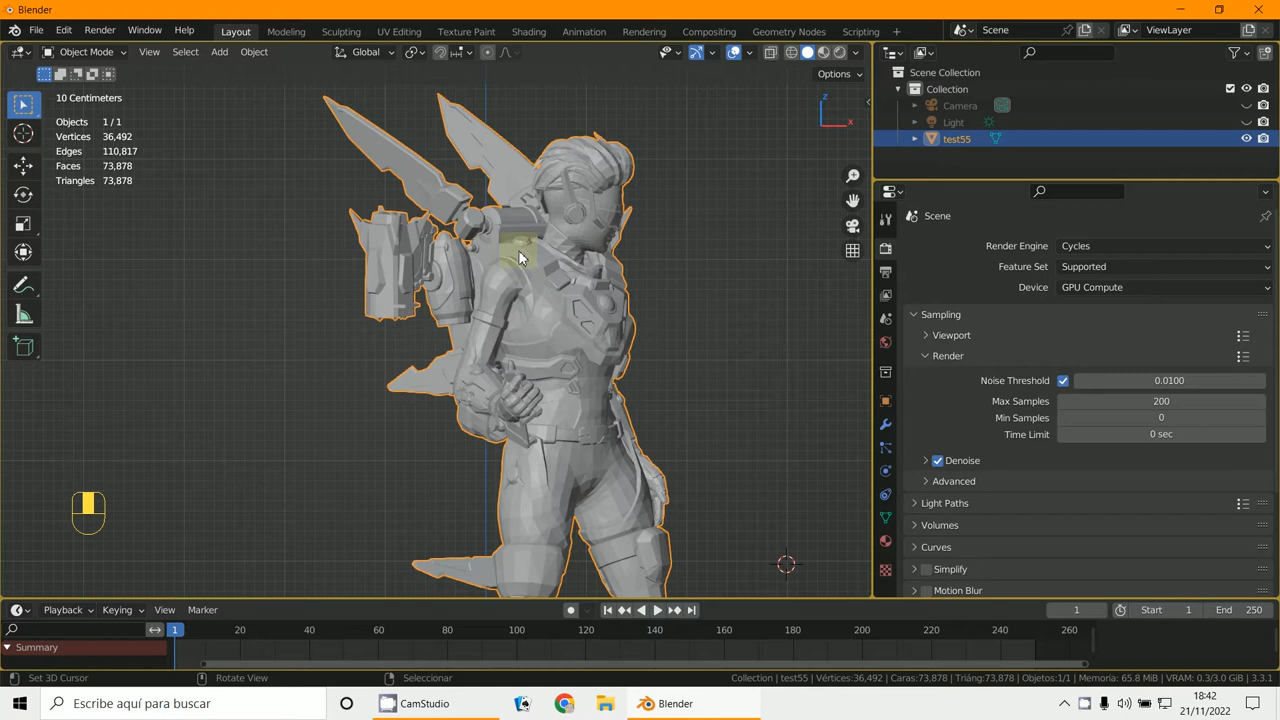 Blender
File Edit Render Window Help Layout Modeling Sculpting UV Editing Texture Paint Shading Animation Rendering Compositing Geometry Nodes Scripting + Scene ViewLayer
Object Mode View Select Add Object Global
Options
10 Centimeters
Objects 1 / 1
Vertices 36,492
Edges 110,817
Faces 73,878
Triangles 73,878
Z
X
Scene Collection
Collection
Camera
Light
test55
Scene
Render Engine Cycles
Feature Set Supported
Device GPU Compute
Sampling
Viewport
Render
Noise Threshold 0.0100
Max Samples 200
Min Samples 0
Time Limit 0 sec
Denoise
Advanced
Light Paths
Volumes
Curves
Simplify
Motion Blur
Playback Keying View Marker 1 Start 1 End 250
1 20 40 60 80 100 120 140 160 180 200 220 240 260
Summary
Set 3D Cursor Rotate View Seleccionar Collection | test55 | Vértices:36,492 | Caras:73,878 | Triáng:73,878 | Objetos:1/1 | Memoria: 65.8 MiB | VRAM: 0.3/3.0 GiB | 3.3.1
Escribe aquí para buscar CamStudio Blender 18:42
21/11/2022